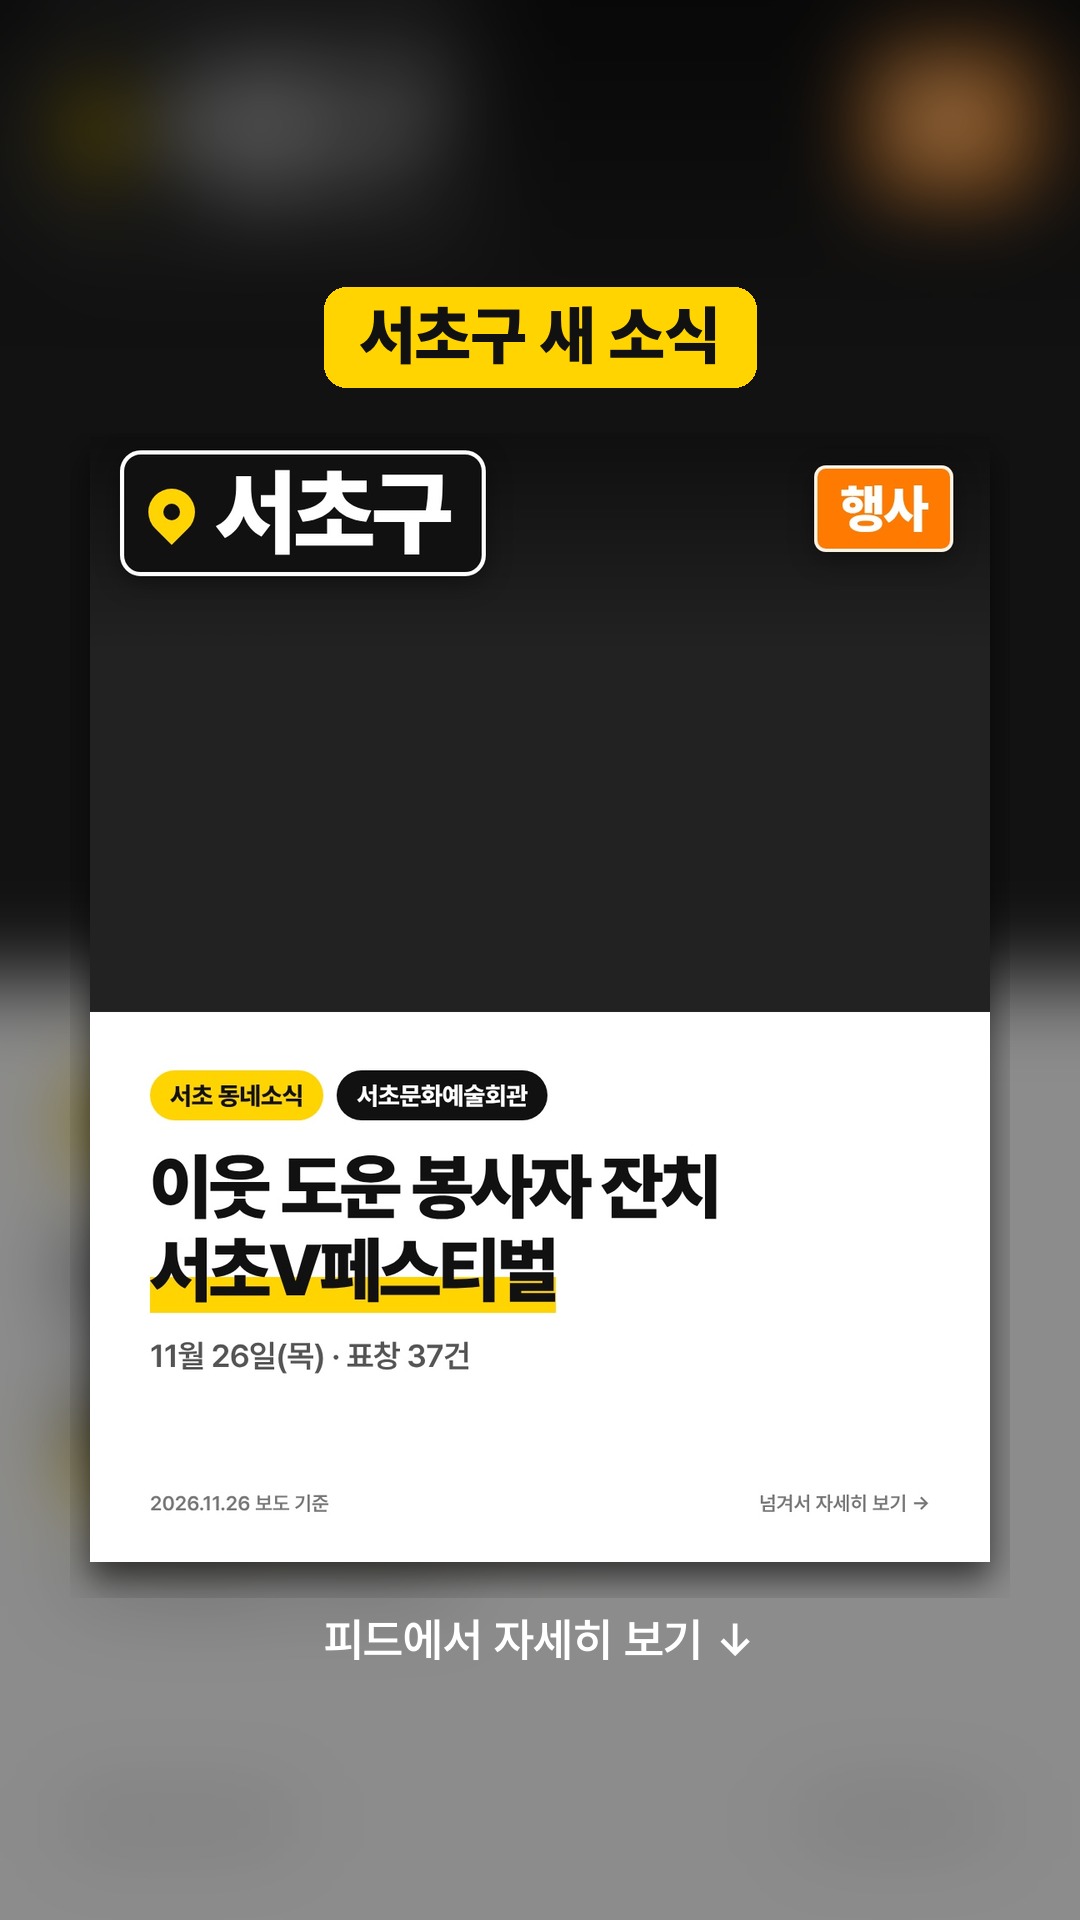 서초구 새 소식
서초구
행사
서초 동네소식
서초문화예술회관
이웃 도운 봉사자 잔치
서초V페스티벌
11월 26일(목) · 표창 37건
2026.11.26 보도 기준
넘겨서 자세히 보기 →
피드에서 자세히 보기 ↓